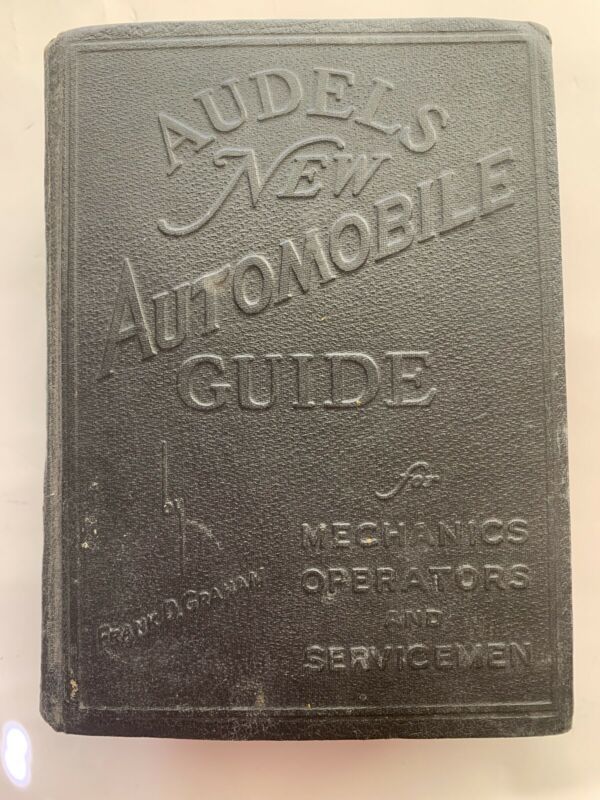 AUDELS
NEW
AUTOMOBILE
GUIDE
for
MECHANICS
OPERATORS
AND
SERVICEMEN
BY
FRANK D. GRAHAM